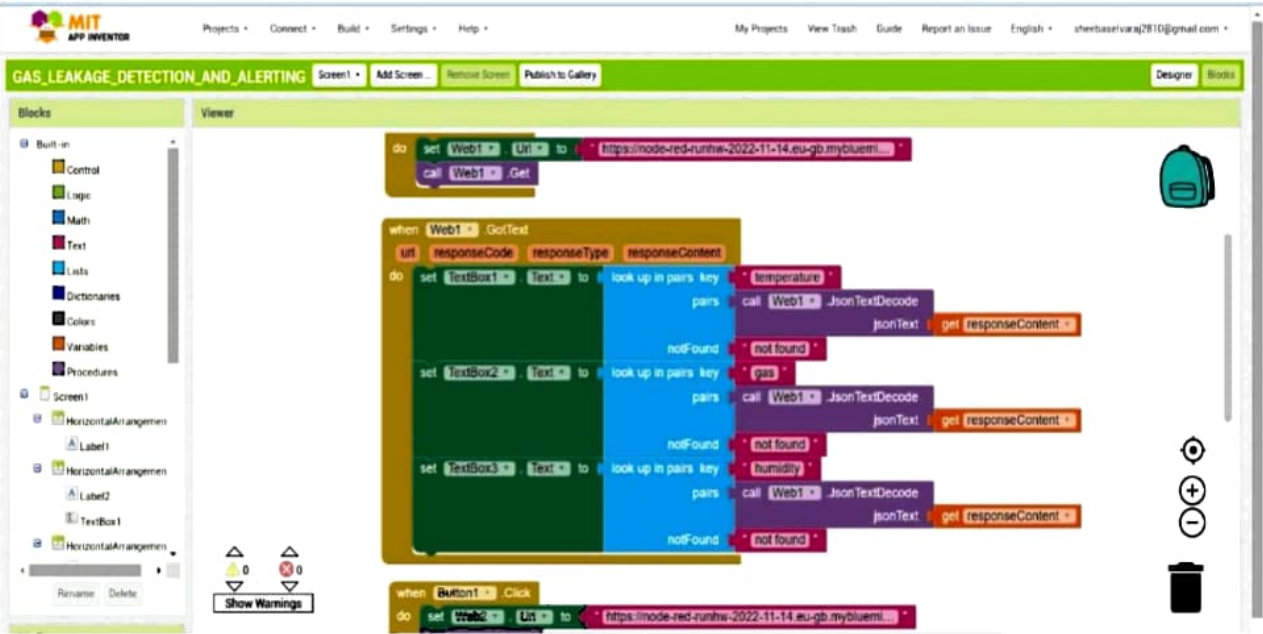 MIT
APP INVENTOR
Projects Connect Build Settings Help My Projects View Trash Guide Report an Issue English sheebaselvaraj2810@gmail.com
GAS_LEAKAGE_DETECTION_AND_ALERTING Screen1 Add Screen ... Remove Screen Publish to Gallery Designer Blocks
Blocks
Viewer
Built-in
Control
Logic
Math
Text
Lists
Dictionaries
Colors
Variables
Procedures
Screen1
HorizontalArrangemen
Label1
HorizontalArrangemen
Label2
TextBox1
HorizontalArrangemen
Rename Delete
do set Web1 . Url to " https://node-red-runhw-2022-11-14.eu-gb.mybluemi... "
call Web1 .Get
when Web1 .GotText
url responseCode responseType responseContent
do set TextBox1 . Text to look up in pairs key " temperature "
pairs call Web1 .JsonTextDecode
jsonText get responseContent
notFound " not found "
set TextBox2 . Text to look up in pairs key " gas "
pairs call Web1 .JsonTextDecode
jsonText get responseContent
notFound " not found "
set TextBox3 . Text to look up in pairs key " humidity "
pairs call Web1 .JsonTextDecode
jsonText get responseContent
notFound " not found "
when Button1 .Click
do set Web2 . Url to " https://node-red-runhw-2022-11-14.eu-gb.mybluemi... "
0 0
Show Warnings